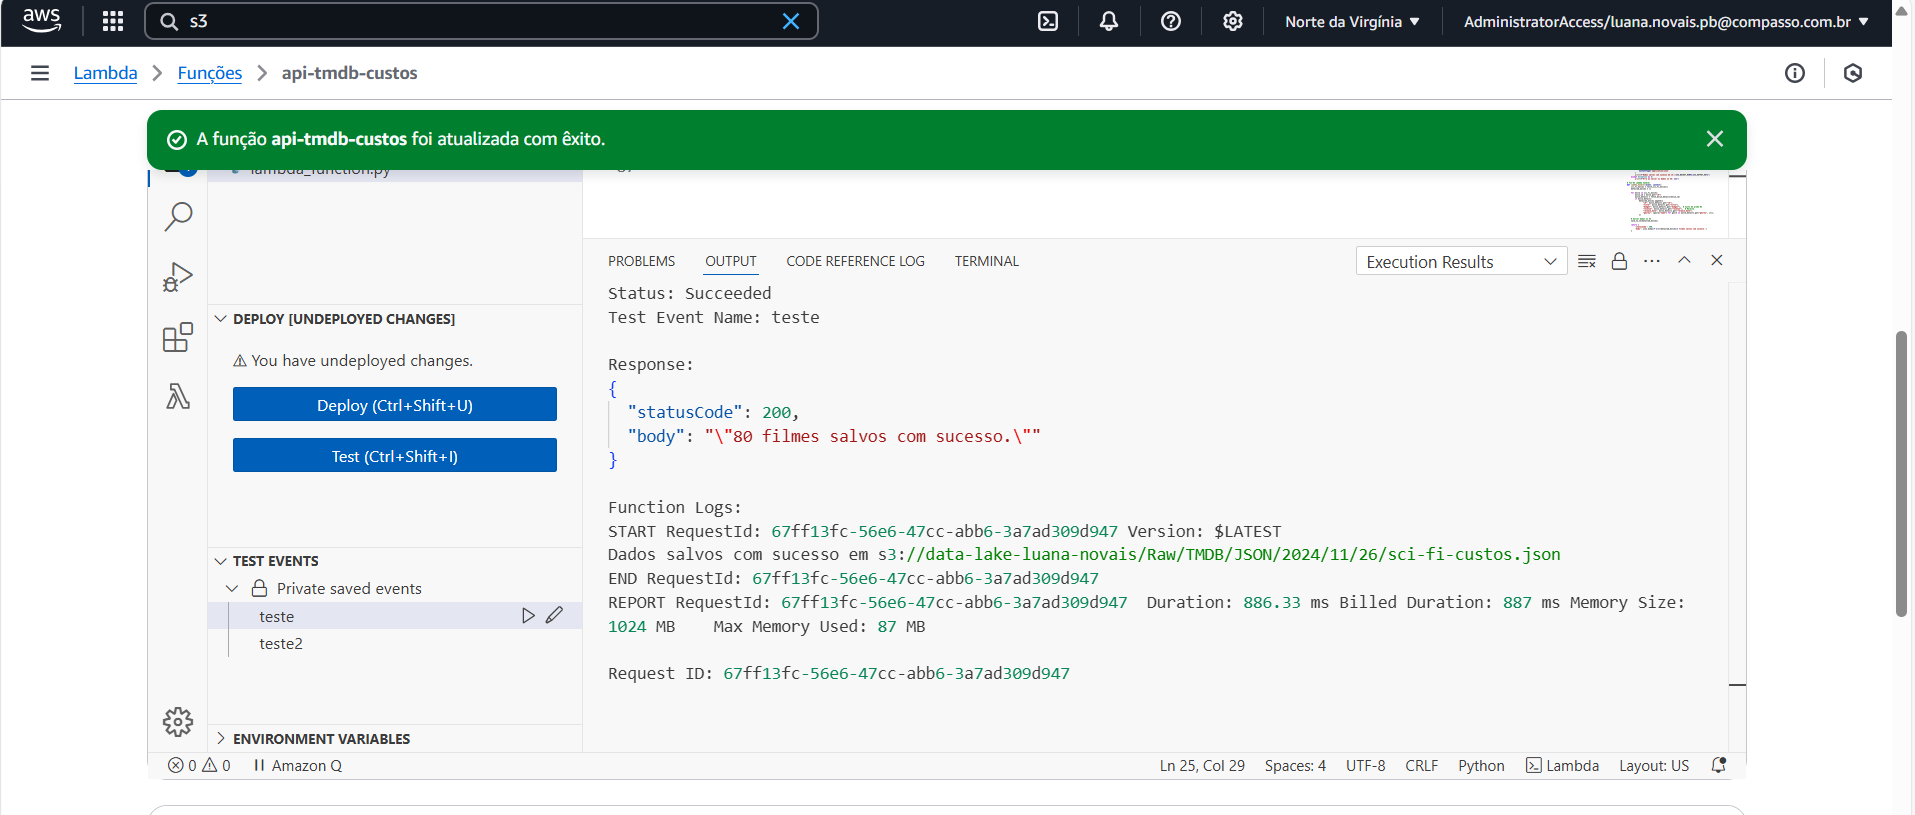 aws
s3
Norte da Virgínia
AdministratorAccess/luana.novais.pb@compasso.com.br
Lambda
Funções
api-tmdb-custos
A função api-tmdb-custos foi atualizada com êxito.
lambda_function.py
PROBLEMS
OUTPUT
CODE REFERENCE LOG
TERMINAL
Execution Results
DEPLOY [UNDEPLOYED CHANGES]
You have undeployed changes.
Deploy (Ctrl+Shift+U)
Test (Ctrl+Shift+I)
TEST EVENTS
Private saved events
teste
teste2
ENVIRONMENT VARIABLES
Status: Succeeded
Test Event Name: teste
Response:
{
"statusCode": 200,
"body": "\"80 filmes salvos com sucesso.\""
}
Function Logs:
START RequestId: 67ff13fc-56e6-47cc-abb6-3a7ad309d947 Version: $LATEST
Dados salvos com sucesso em s3://data-lake-luana-novais/Raw/TMDB/JSON/2024/11/26/sci-fi-custos.json
END RequestId: 67ff13fc-56e6-47cc-abb6-3a7ad309d947
REPORT RequestId: 67ff13fc-56e6-47cc-abb6-3a7ad309d947 Duration: 886.33 ms Billed Duration: 887 ms Memory Size:
1024 MB Max Memory Used: 87 MB
Request ID: 67ff13fc-56e6-47cc-abb6-3a7ad309d947
0
0
Amazon Q
Ln 25, Col 29
Spaces: 4
UTF-8
CRLF
Python
Lambda
Layout: US